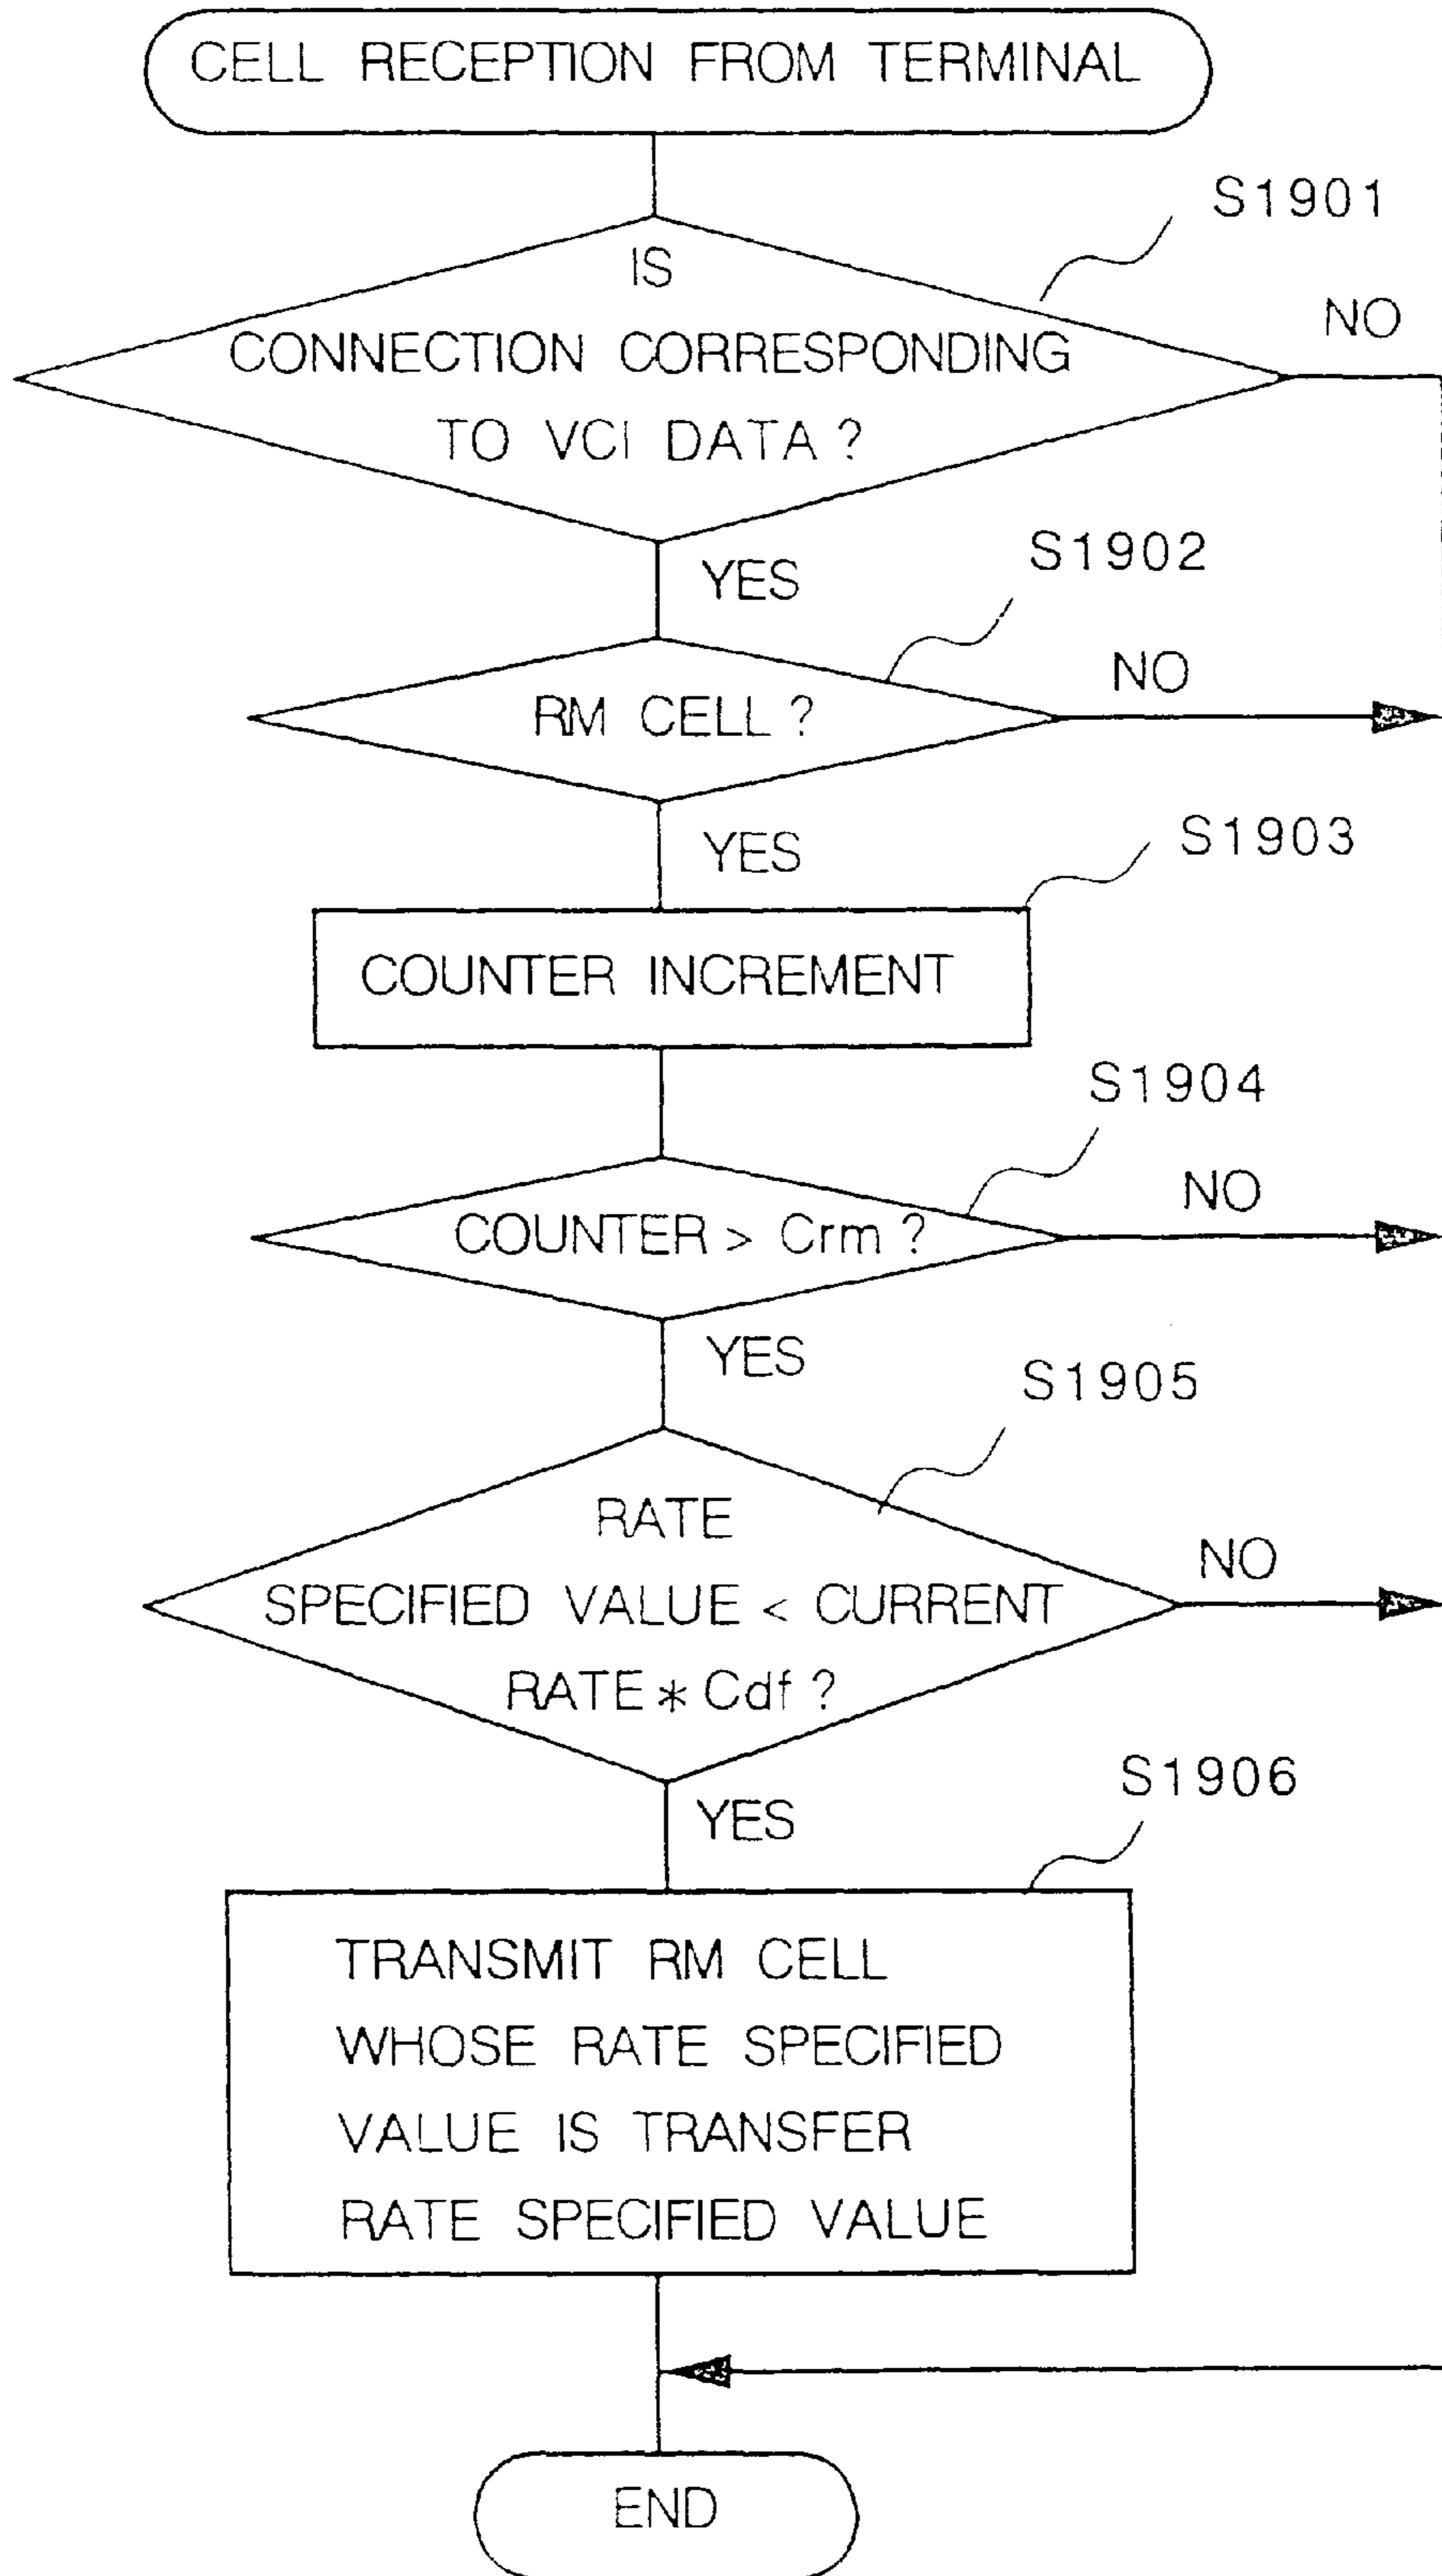 CELL RECEPTION FROM TERMINAL
S1901
IS
CONNECTION CORRESPONDING
TO VCI DATA ?
NO
YES
S1902
RM CELL ?
NO
YES
S1903
COUNTER INCREMENT
S1904
COUNTER > Crm ?
NO
YES
S1905
RATE
SPECIFIED VALUE < CURRENT
RATE * Cdf ?
NO
YES
S1906
TRANSMIT RM CELL
WHOSE RATE SPECIFIED
VALUE IS TRANSFER
RATE SPECIFIED VALUE
END